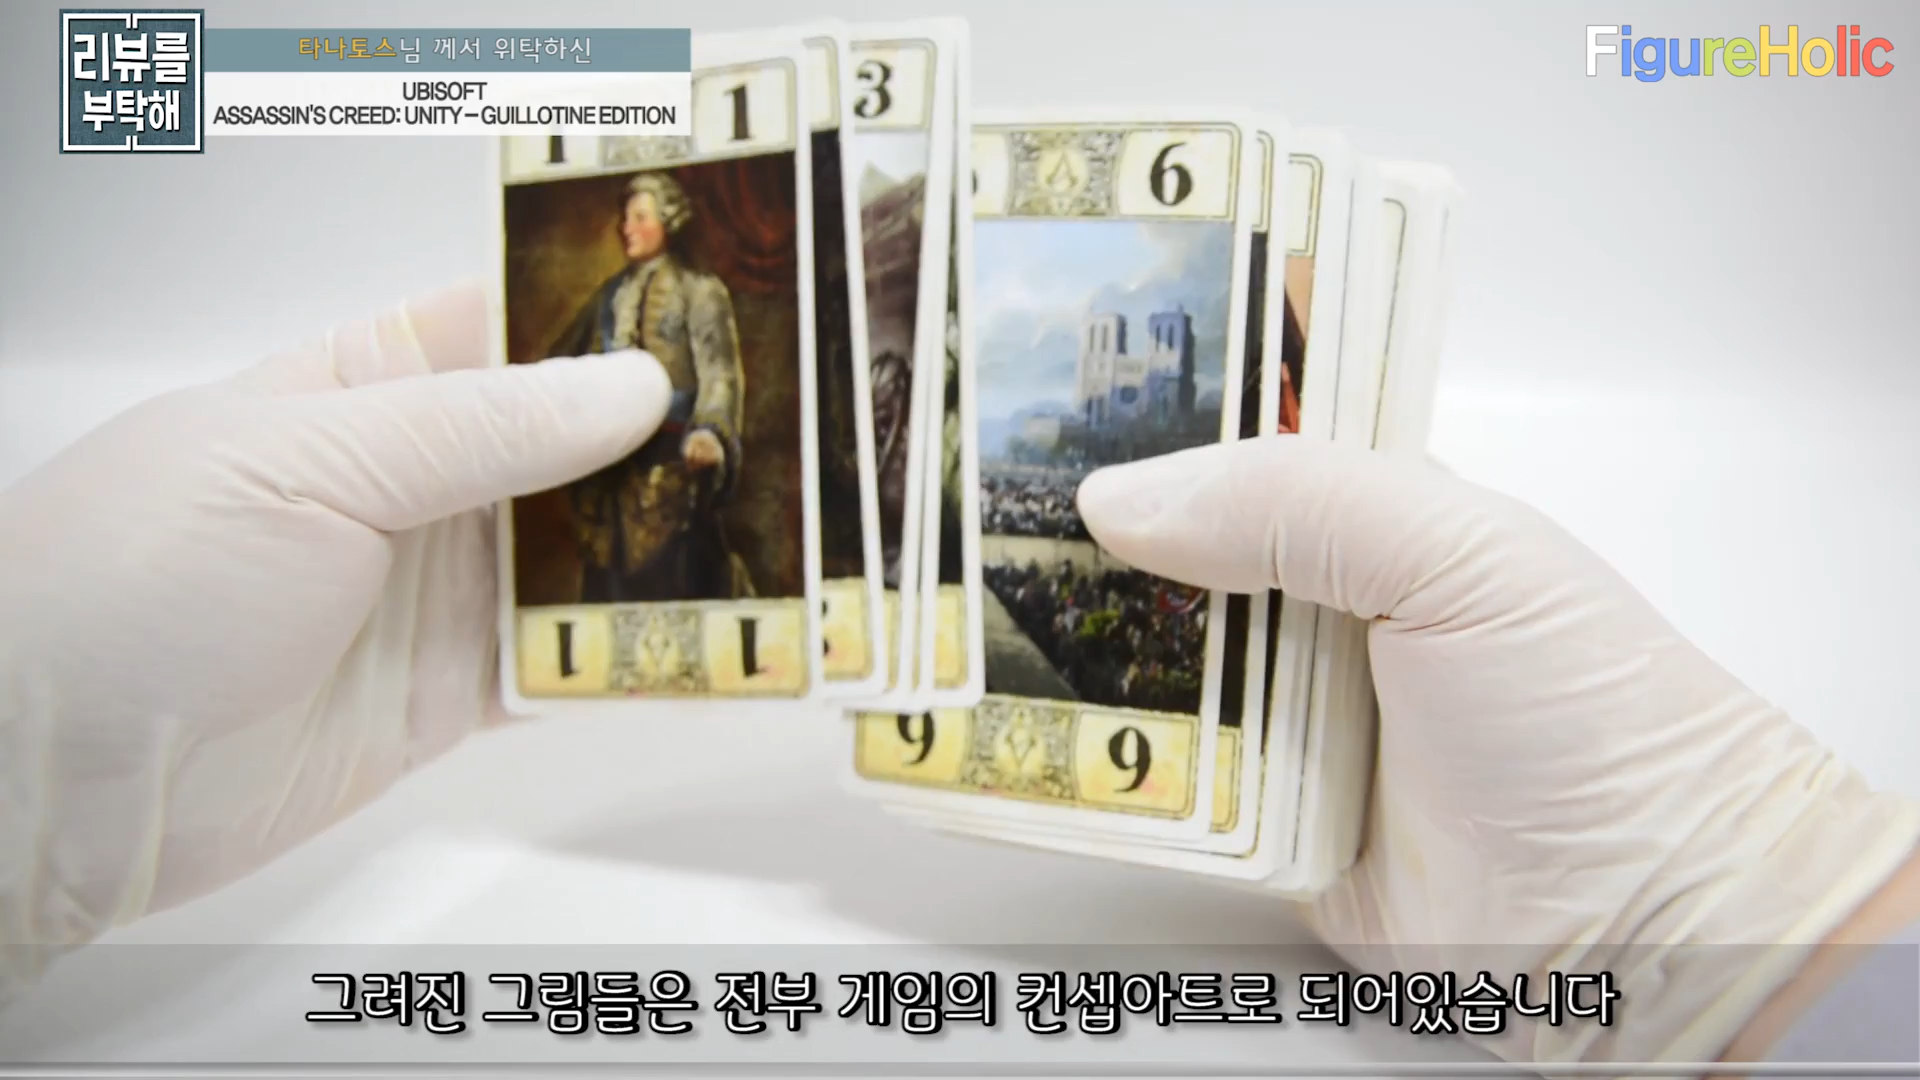 리뷰를
부탁해
타나토스님 께서 위탁하신
UBISOFT
ASSASSIN'S CREED: UNITY – GUILLOTINE EDITION
FigureHolic
1 1
3
6
1 1
9 9
그려진 그림들은 전부 게임의 컨셉아트로 되어있습니다